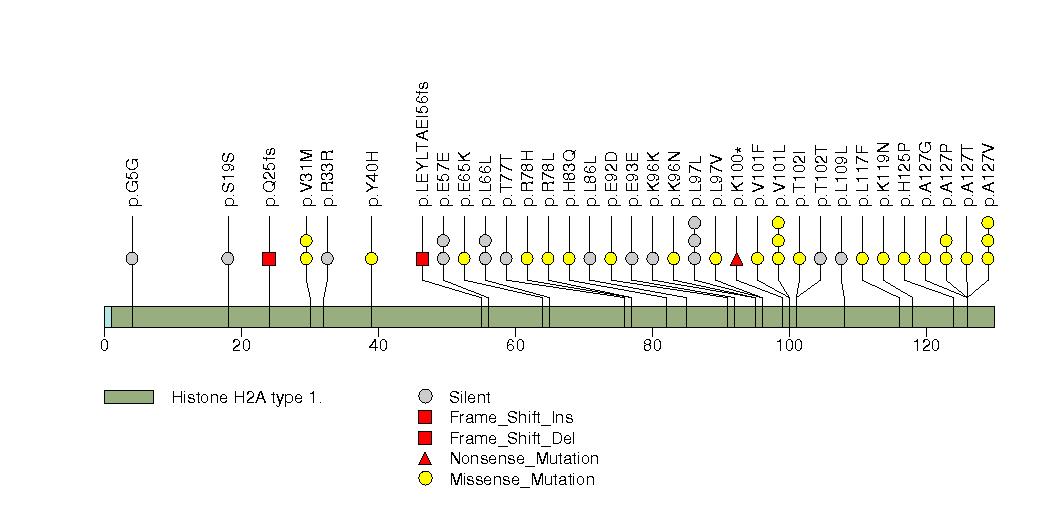 p.G5G
p.S19S
p.Q25fs
p.V31M
p.R33R
p.Y40H
p.LEYLTAEI56fs
p.E57E
p.E65K
p.L66L
p.T77T
p.R78H
p.R78L
p.H83Q
p.L86L
p.E92D
p.E93E
p.K96K
p.K96N
p.L97L
p.L97V
p.K100*
p.V101F
p.V101L
p.T102I
p.T102T
p.L109L
p.L117F
p.K119N
p.H125P
p.A127G
p.A127P
p.A127T
p.A127V
0 20 40 60 80 100 120
Histone H2A type 1.
Silent
Frame_Shift_Ins
Frame_Shift_Del
Nonsense_Mutation
Missense_Mutation